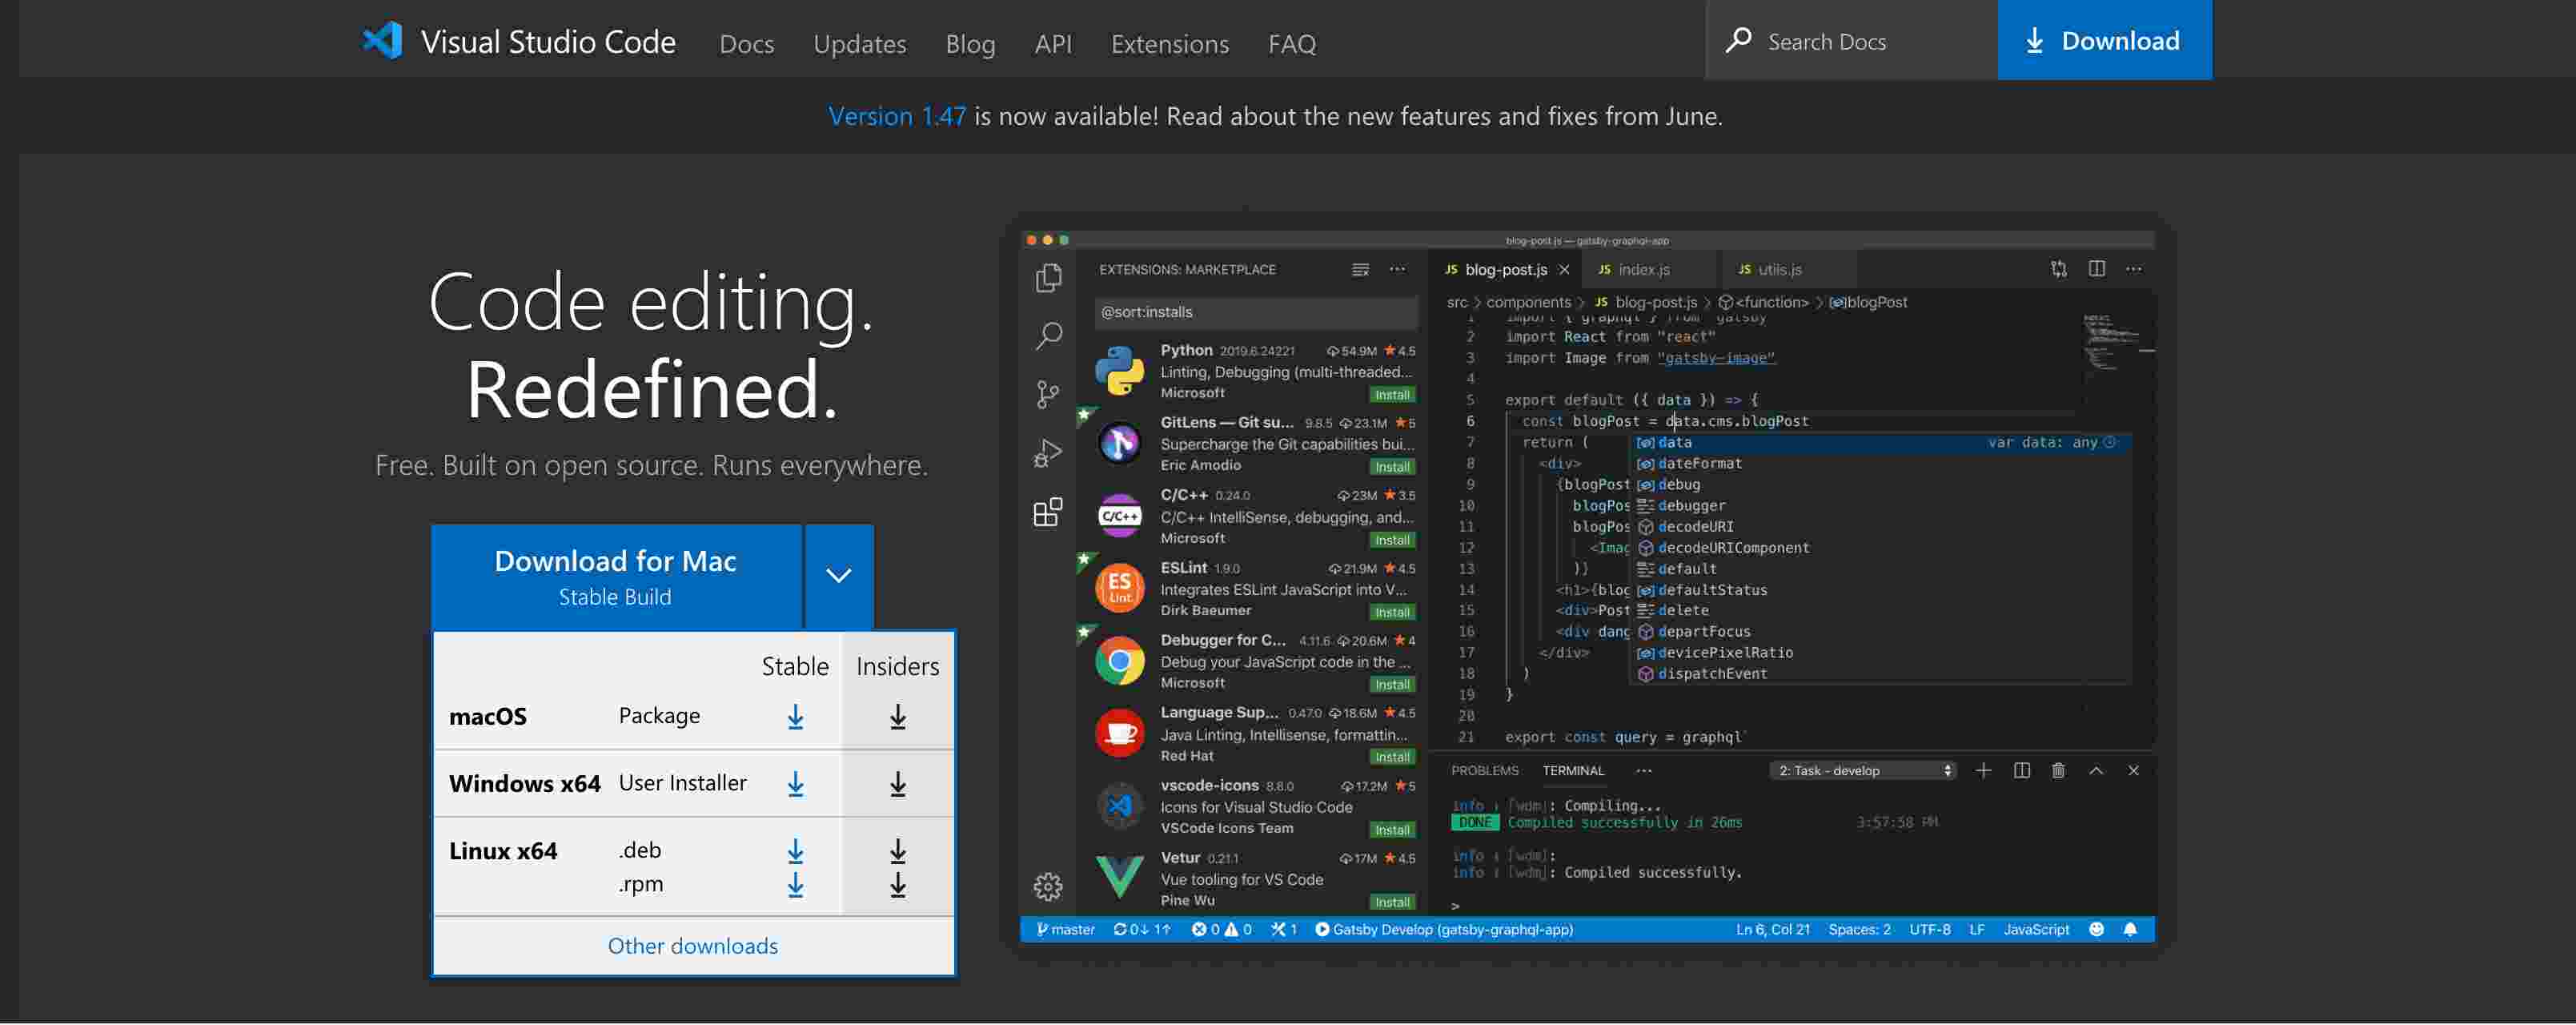 Visual Studio Code Docs Updates Blog API Extensions FAQ Search Docs Download
Version 1.47 is now available! Read about the new features and fixes from June.
Code editing.
Redefined.
Free. Built on open source. Runs everywhere.
Download for Mac
Stable Build
Stable Insiders
macOS Package
Windows x64 User Installer
Linux x64 .deb
.rpm
Other downloads
blog-post.js — gatsby-graphql-app
EXTENSIONS: MARKETPLACE
@sort:installs
Python 2019.6.24221 54.9M 4.5
Linting, Debugging (multi-threaded...
Microsoft Install
GitLens — Git su... 9.8.5 23.1M 5
Supercharge the Git capabilities bui...
Eric Amodio Install
C/C++
C/C++ 0.24.0 23M 3.5
C/C++ IntelliSense, debugging, and...
Microsoft Install
ES
Lint
ESLint 1.9.0 21.9M 4.5
Integrates ESLint JavaScript into V...
Dirk Baeumer Install
Debugger for C... 4.11.6 20.6M 4
Debug your JavaScript code in the ...
Microsoft Install
Language Sup... 0.47.0 18.6M 4.5
Java Linting, Intellisense, formattin...
Red Hat Install
vscode-icons 8.8.0 17.2M 5
Icons for Visual Studio Code
VSCode Icons Team Install
Vetur 0.21.1 17M 4.5
Vue tooling for VS Code
Pine Wu Install
JS blog-post.js JS index.js JS utils.js
src > components > JS blog-post.js > <function> > blogPost
1 import { graphql } from "gatsby"
2 import React from "react"
3 import Image from "gatsby-image"
4
5 export default ({ data }) => {
6 const blogPost = data.cms.blogPost
7 return (
8 <div>
9 {blogPost
10 blogPos
11 blogPos
12 <Imag
13 )}
14 <h1>{blog
15 <div>Post
16 <div dang
17 </div>
18 )
19 }
20
21 export const query = graphql`
data var data: any
dateFormat
debug
debugger
decodeURI
decodeURIComponent
default
defaultStatus
delete
departFocus
devicePixelRatio
dispatchEvent
PROBLEMS TERMINAL ... 2: Task - develop
info | [wdm]: Compiling...
DONE Compiled successfully in 26ms 3:57:58 PM
info | [wdm]:
info | [wdm]: Compiled successfully.
>
master 0↓ 1↑ 0 0 1 Gatsby Develop (gatsby-graphql-app) Ln 6, Col 21 Spaces: 2 UTF-8 LF JavaScript